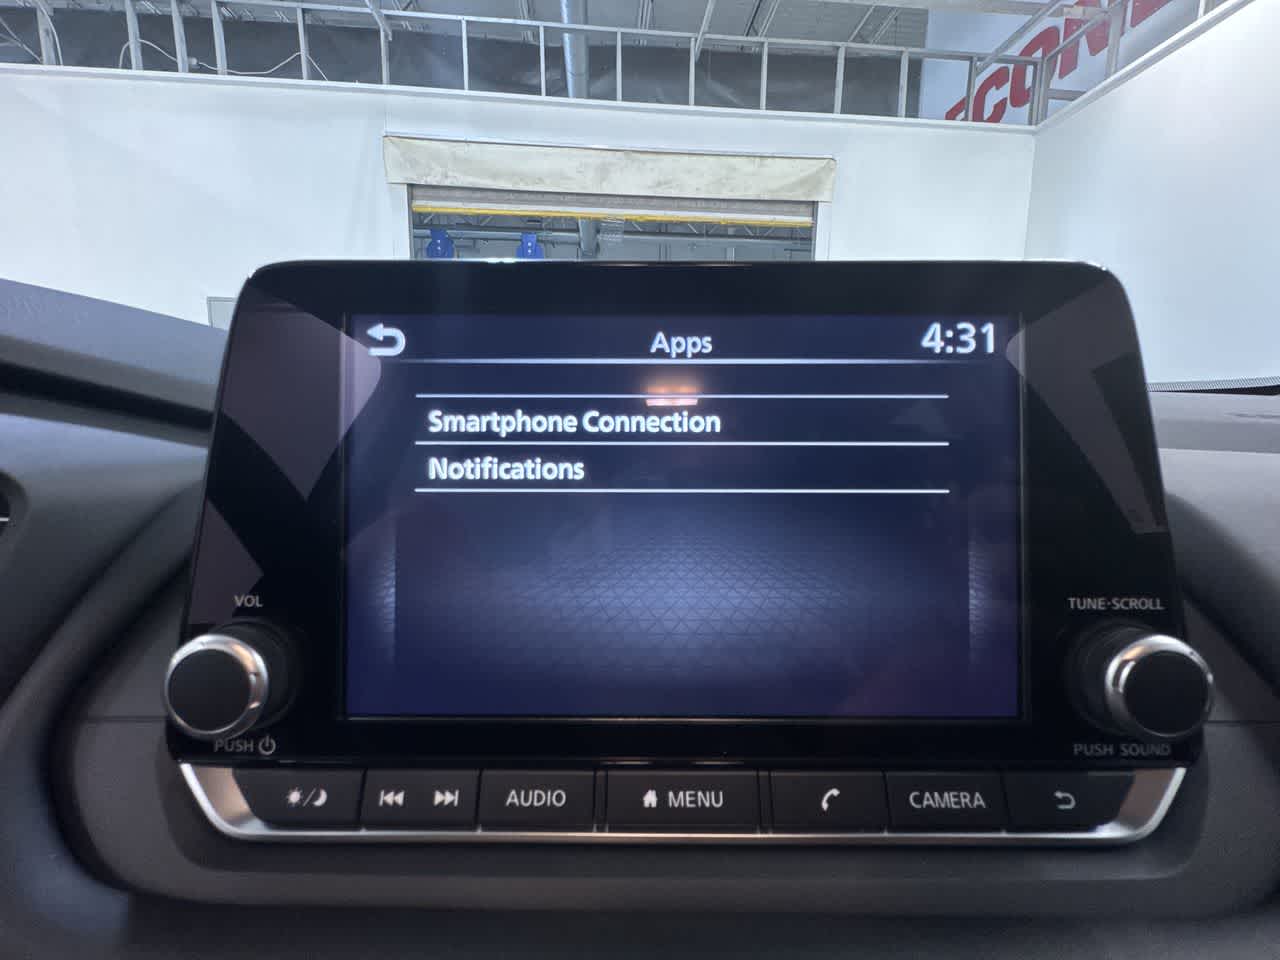 Apps
4:31
Smartphone Connection
Notifications
VOL
TUNE·SCROLL
PUSH
PUSH SOUND
AUDIO
MENU
CAMERA